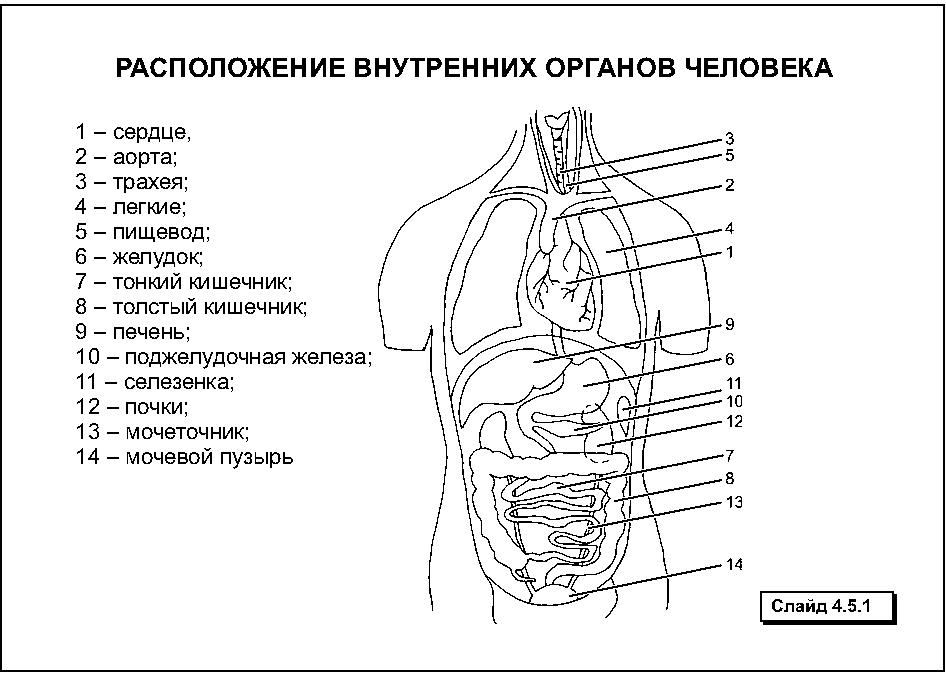 РАСПОЛОЖЕНИЕ ВНУТРЕННИХ ОРГАНОВ ЧЕЛОВЕКА
1 – сердце,
2 – аорта;
3 – трахея;
4 – легкие;
5 – пищевод;
6 – желудок;
7 – тонкий кишечник;
8 – толстый кишечник;
9 – печень;
10 – поджелудочная железа;
11 – селезенка;
12 – почки;
13 – мочеточник;
14 – мочевой пузырь
3
5
2
4
1
9
6
11
10
12
7
8
13
14
Слайд 4.5.1